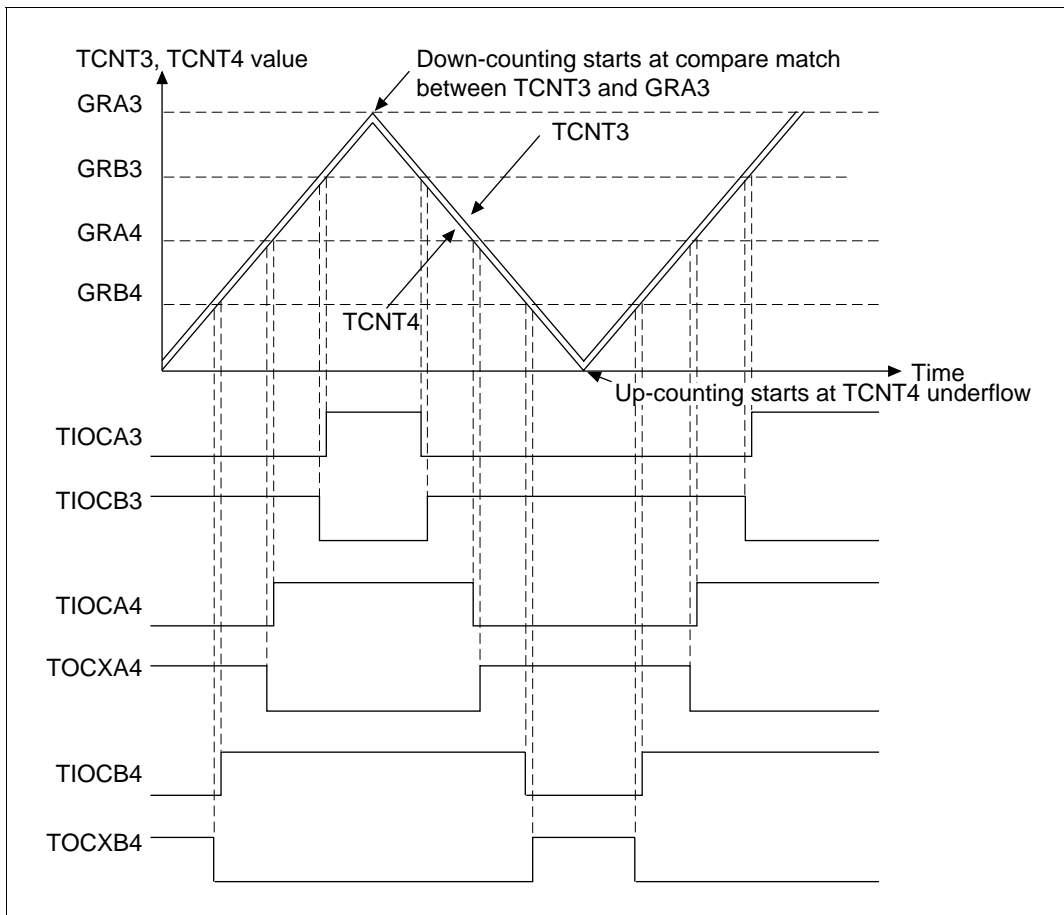 TCNT3, TCNT4 value
Down-counting starts at compare match
between TCNT3 and GRA3
GRA3
TCNT3
GRB3
GRA4
GRB4
TCNT4
Time
Up-counting starts at TCNT4 underflow
TIOCA3
TIOCB3
TIOCA4
TOCXA4
TIOCB4
TOCXB4